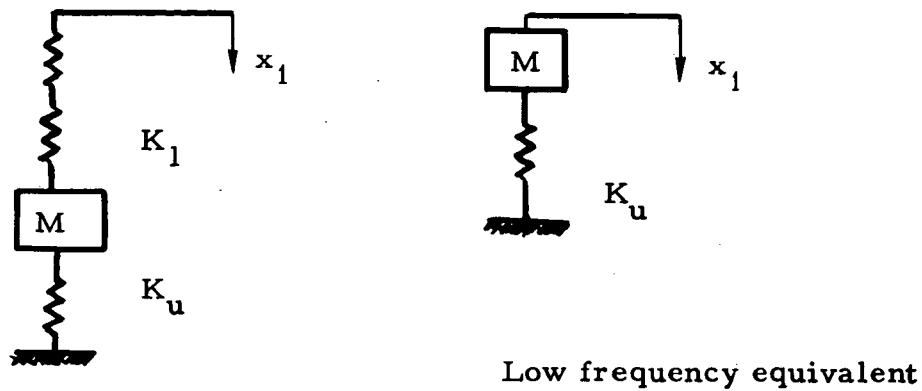 x₁
K₁
M
Kᵤ
M
x₁
Kᵤ
Low frequency equivalent